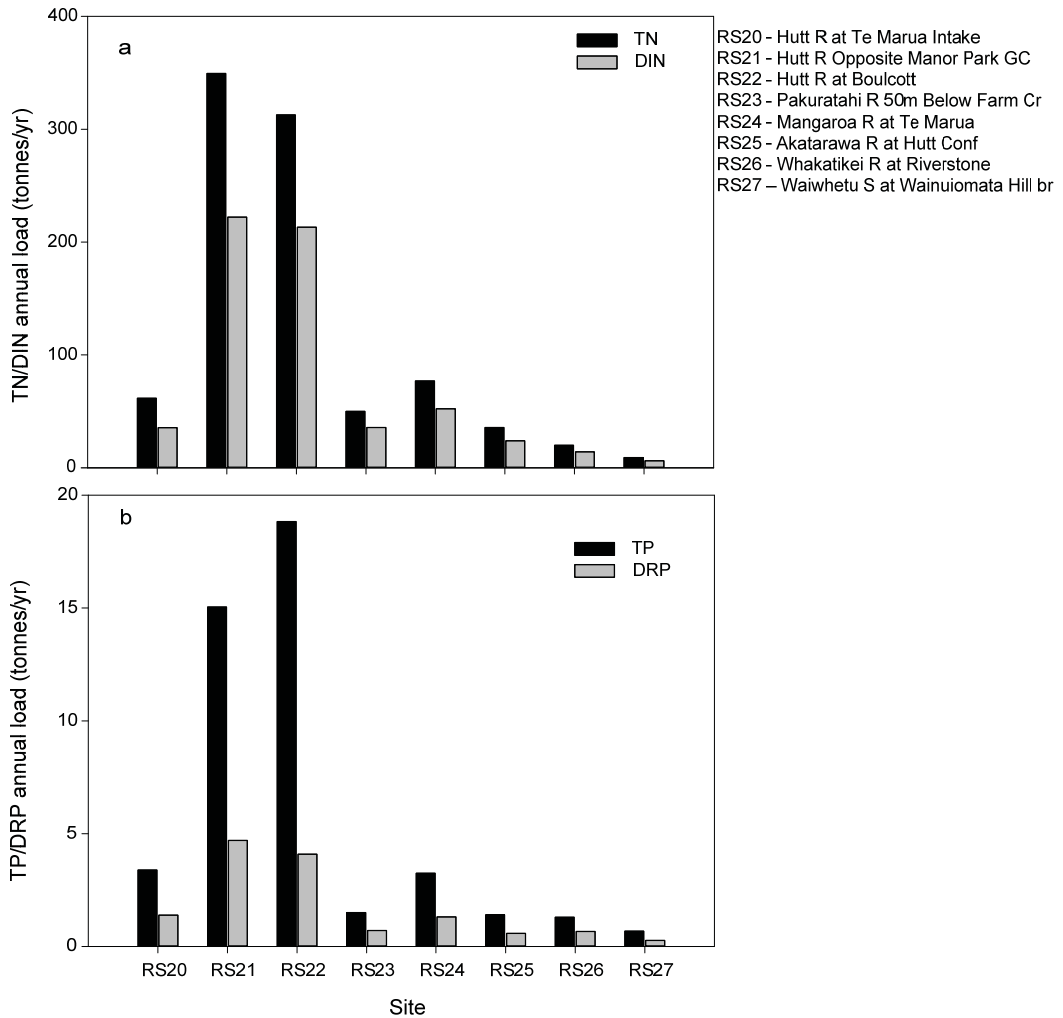 400
300
200
100
0
TN/DIN annual load (tonnes/yr)
a
TN
DIN
RS20 - Hutt R at Te Marua Intake
RS21 - Hutt R Opposite Manor Park GC
RS22 - Hutt R at Boulcott
RS23 - Pakuratahi R 50m Below Farm Cr
RS24 - Mangaroa R at Te Marua
RS25 - Akatarawa R at Hutt Conf
RS26 - Whakatikei R at Riverstone
RS27 – Waiwhetu S at Wainuiomata Hill br
20
15
10
5
0
TP/DRP annual load (tonnes/yr)
b
TP
DRP
RS20 RS21 RS22 RS23 RS24 RS25 RS26 RS27
Site